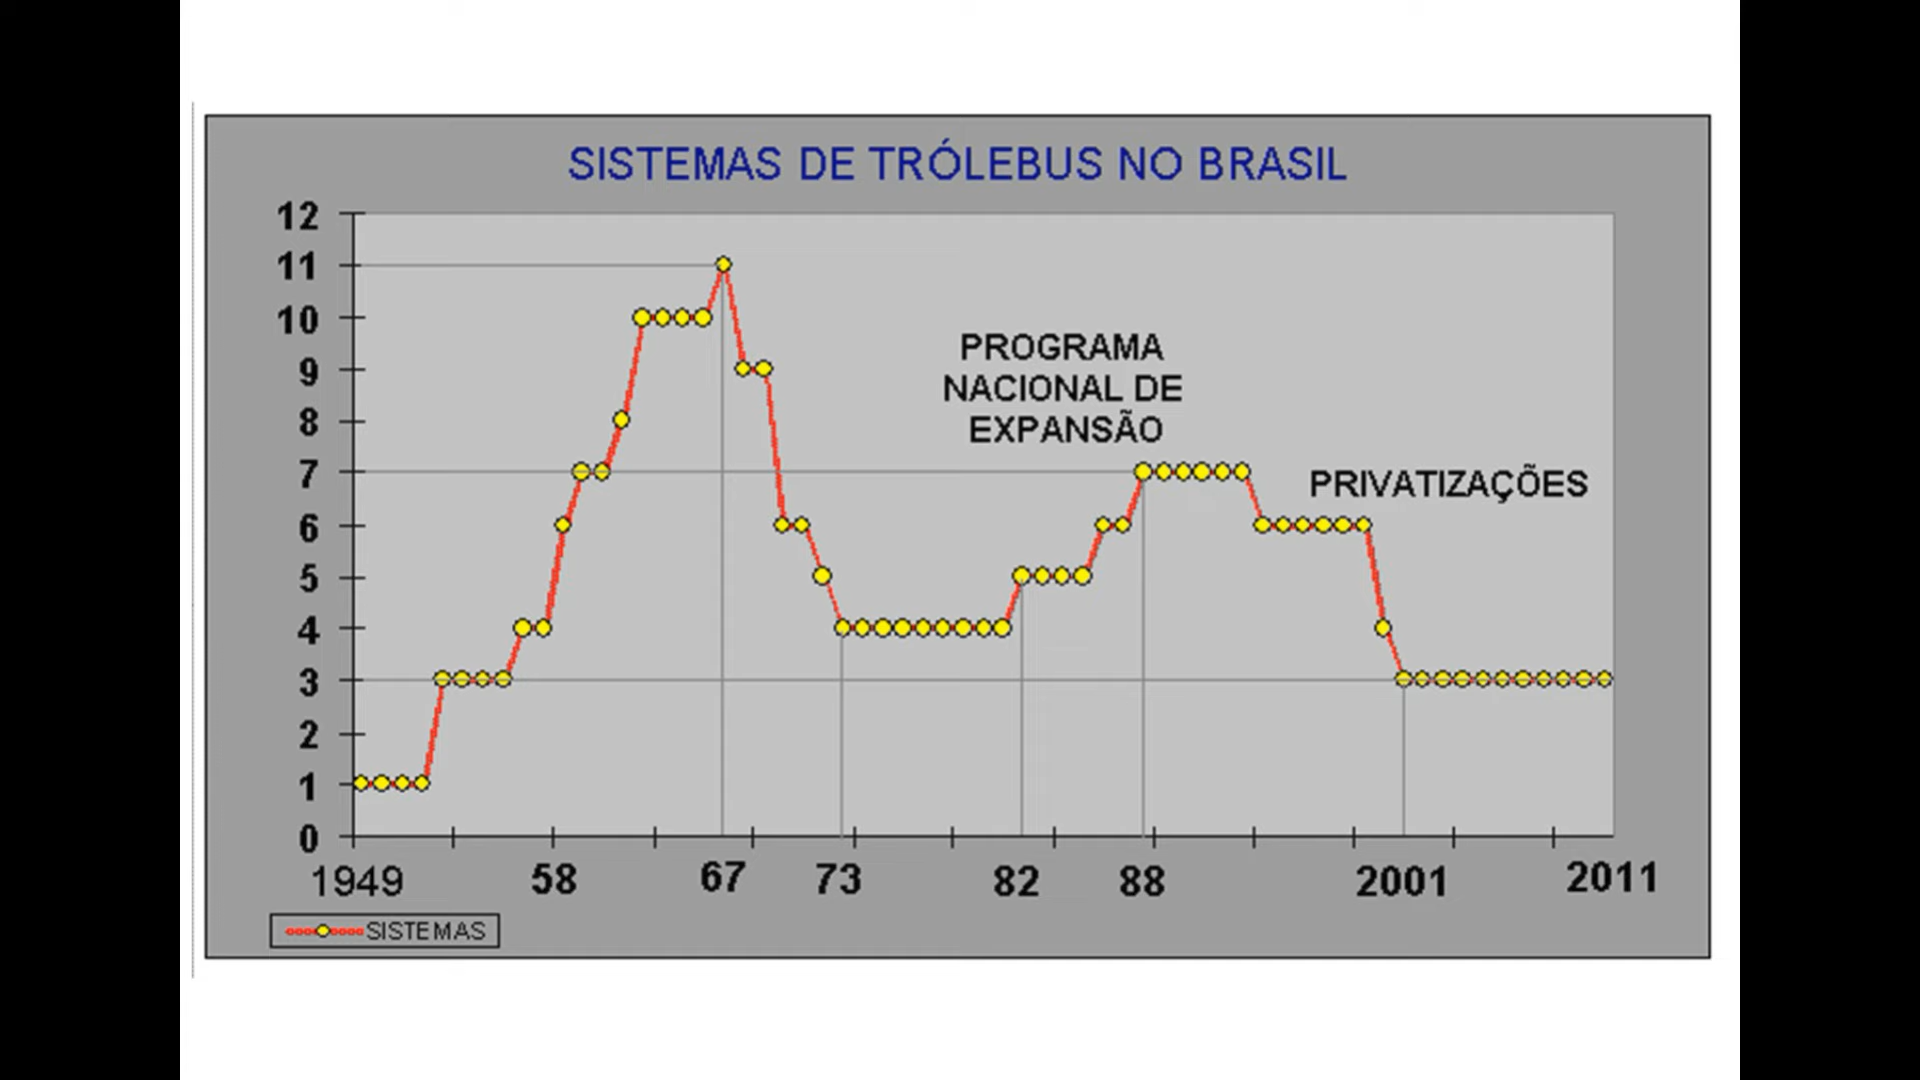 SISTEMAS DE TRÓLEBUS NO BRASIL
12
11
10
9
8
7
6
5
4
3
2
1
0
PROGRAMA
NACIONAL DE
EXPANSÃO
PRIVATIZAÇÕES
1949 58 67 73 82 88 2001 2011
SISTEMAS